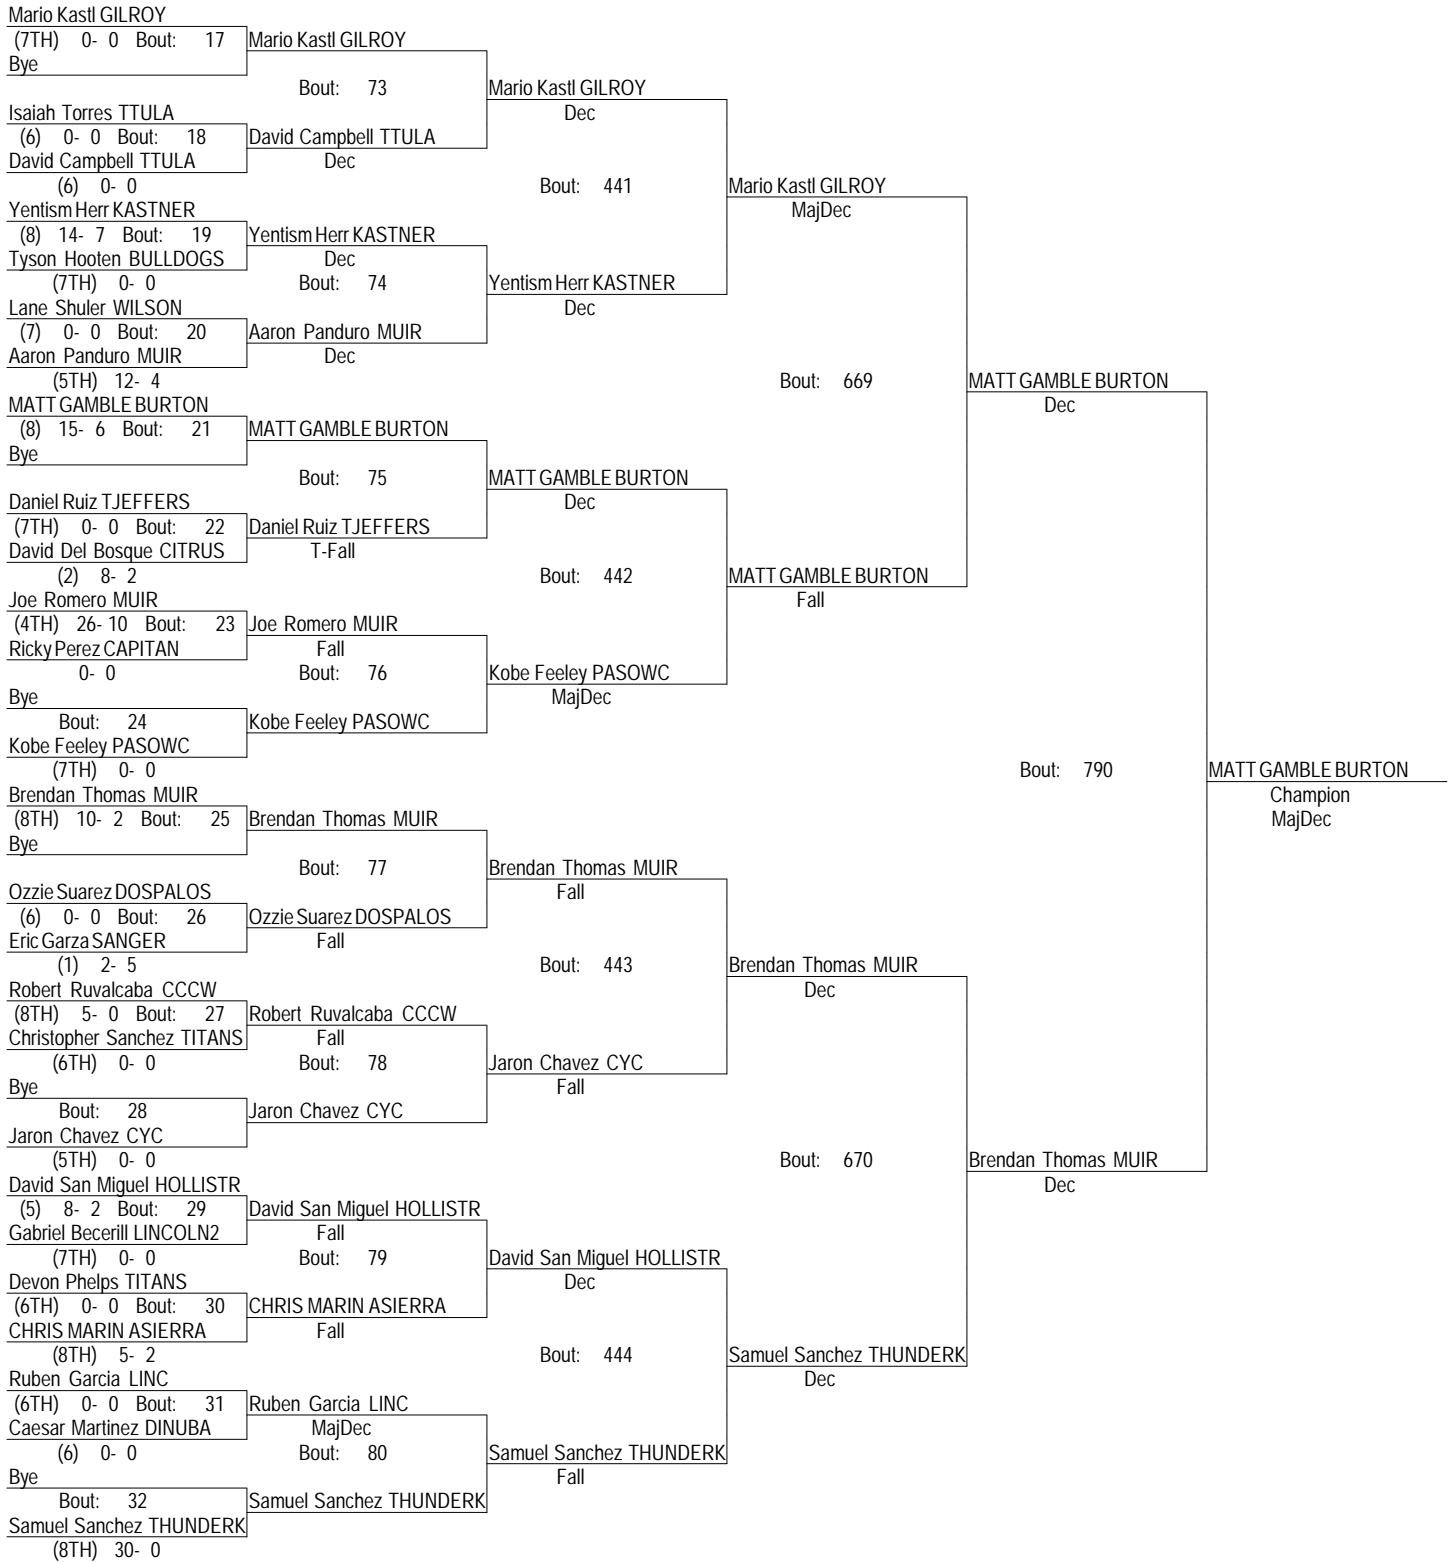 Mario Kastl GILROY
(7TH) 0- 0 Bout: 17 Mario Kastl GILROY
Bye
Bout: 73 Mario Kastl GILROY
Isaiah Torres TTULA Dec
(6) 0- 0 Bout: 18 David Campbell TTULA
David Campbell TTULA Dec
(6) 0- 0 Bout: 441 Mario Kastl GILROY
Yentism Herr KASTNER MajDec
(8) 14- 7 Bout: 19 Yentism Herr KASTNER
Tyson Hooten BULLDOGS Dec
(7TH) 0- 0 Bout: 74 Yentism Herr KASTNER
Lane Shuler WILSON Dec
(7) 0- 0 Bout: 20 Aaron Panduro MUIR
Aaron Panduro MUIR Dec
(5TH) 12- 4 Bout: 669 MATT GAMBLE BURTON
MATT GAMBLE BURTON Dec
(8) 15- 6 Bout: 21 MATT GAMBLE BURTON
Bye
Bout: 75 MATT GAMBLE BURTON
Daniel Ruiz TJEFFERS Dec
(7TH) 0- 0 Bout: 22 Daniel Ruiz TJEFFERS
David Del Bosque CITRUS T-Fall
(2) 8- 2 Bout: 442 MATT GAMBLE BURTON
Joe Romero MUIR Fall
(4TH) 26- 10 Bout: 23 Joe Romero MUIR
Ricky Perez CAPITAN Fall
0- 0 Bout: 76 Kobe Feeley PASOWC
Bye MajDec
Bout: 24 Kobe Feeley PASOWC
Kobe Feeley PASOWC
(7TH) 0- 0 Bout: 790 MATT GAMBLE BURTON
Brendan Thomas MUIR Champion
(8TH) 10- 2 Bout: 25 Brendan Thomas MUIR MajDec
Bye
Bout: 77 Brendan Thomas MUIR
Ozzie Suarez DOSPALOS Fall
(6) 0- 0 Bout: 26 Ozzie Suarez DOSPALOS
Eric Garza SANGER Fall
(1) 2- 5 Bout: 443 Brendan Thomas MUIR
Robert Ruvalcaba CCCW Dec
(8TH) 5- 0 Bout: 27 Robert Ruvalcaba CCCW
Christopher Sanchez TITANS Fall
(6TH) 0- 0 Bout: 78 Jaron Chavez CYC
Bye Fall
Bout: 28 Jaron Chavez CYC
Jaron Chavez CYC
(5TH) 0- 0 Bout: 670 Brendan Thomas MUIR
David San Miguel HOLLISTR Dec
(5) 8- 2 Bout: 29 David San Miguel HOLLISTR
Gabriel Becerill LINCOLN2 Fall
(7TH) 0- 0 Bout: 79 David San Miguel HOLLISTR
Devon Phelps TITANS Dec
(6TH) 0- 0 Bout: 30 CHRIS MARIN ASIERRA
CHRIS MARIN ASIERRA Fall
(8TH) 5- 2 Bout: 444 Samuel Sanchez THUNDERK
Ruben Garcia LINC Dec
(6TH) 0- 0 Bout: 31 Ruben Garcia LINC
Caesar Martinez DINUBA MajDec
(6) 0- 0 Bout: 80 Samuel Sanchez THUNDERK
Bye Fall
Bout: 32 Samuel Sanchez THUNDERK
Samuel Sanchez THUNDERK
(8TH) 30- 0